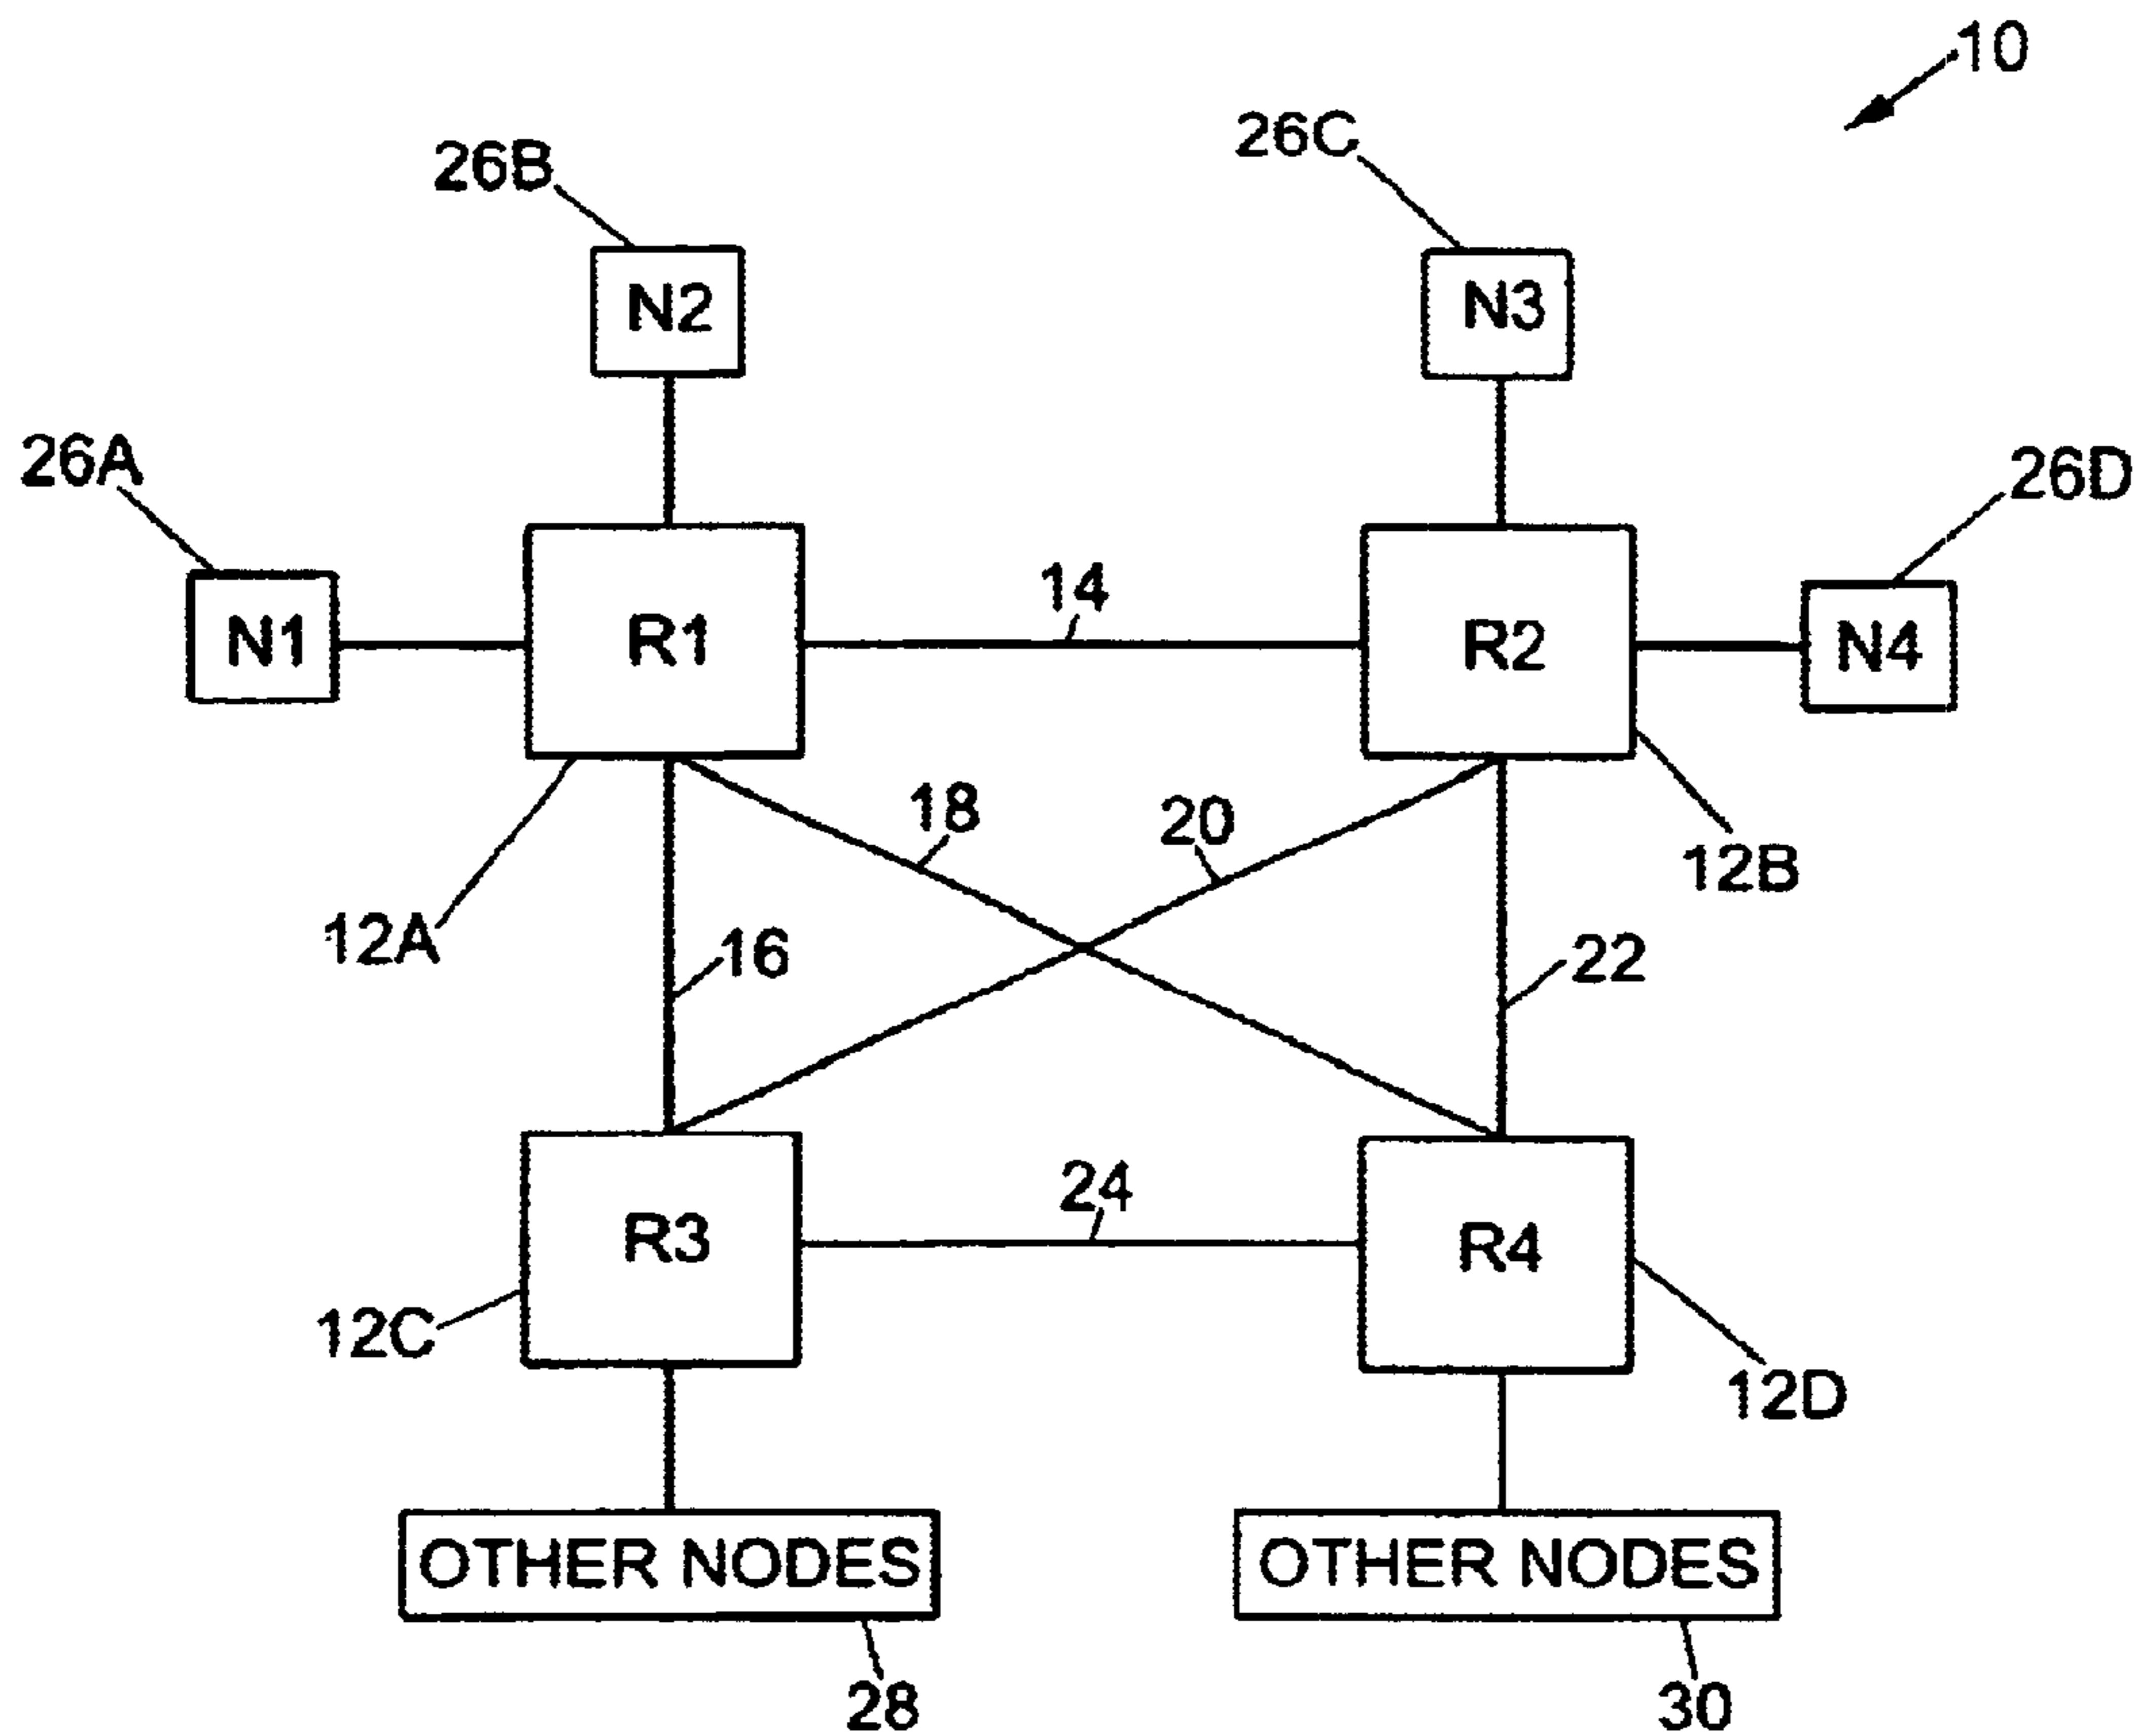 10
26B
26C
N2
N3
26A
26D
N1
R1
14
R2
N4
18
20
12B
12A
16
22
R3
24
R4
12C
12D
OTHER NODES
OTHER NODES
28
30